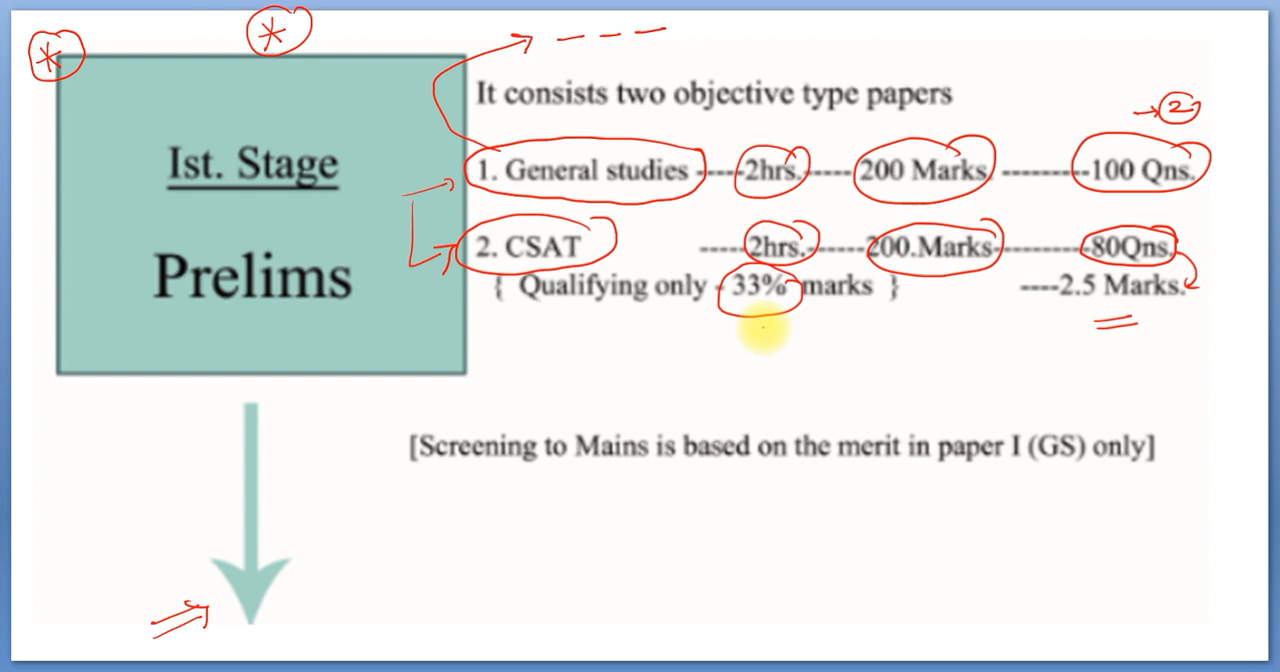 Ist. Stage
Prelims
It consists two objective type papers
②
1. General studies ----2hrs.-----200 Marks ---------100 Qns.
2. CSAT -----2hrs.------200.Marks---------80Qns.
{ Qualifying only - 33% marks } ----2.5 Marks.
[Screening to Mains is based on the merit in paper I (GS) only]